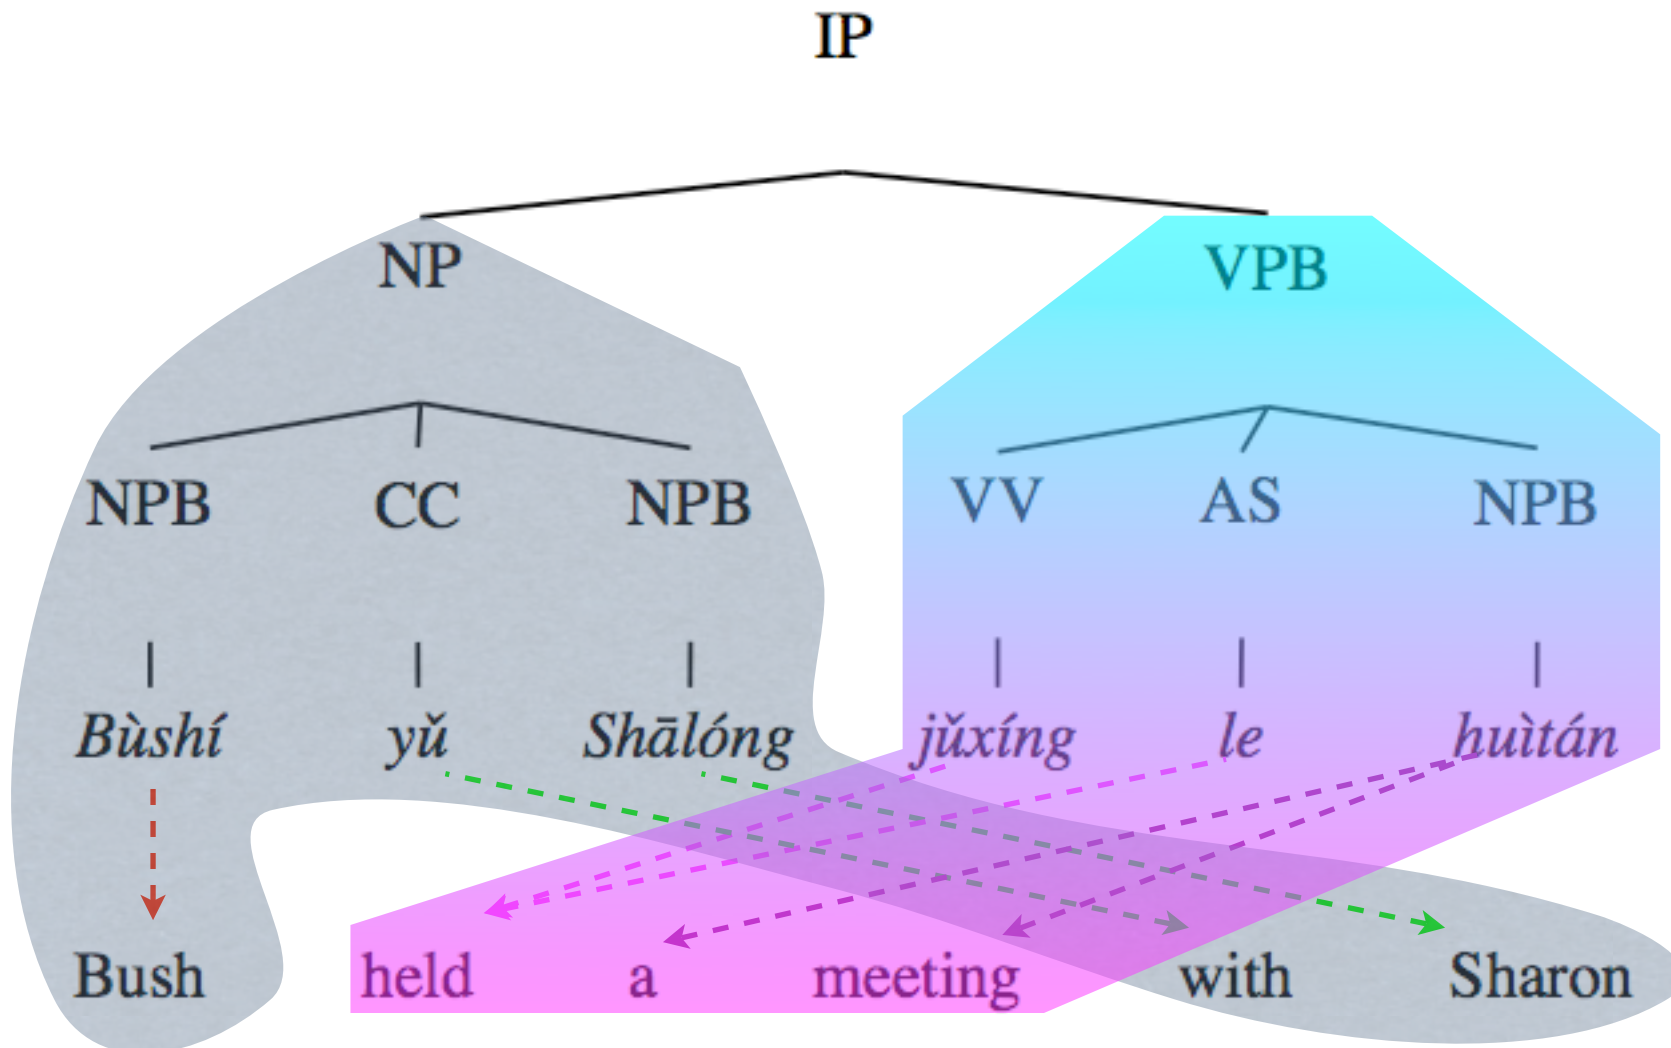 IP
NP VPB
NPB CC NPB VV AS NPB
Bùshí yǔ Shālóng jǔxíng le huìtán
Bush held a meeting with Sharon